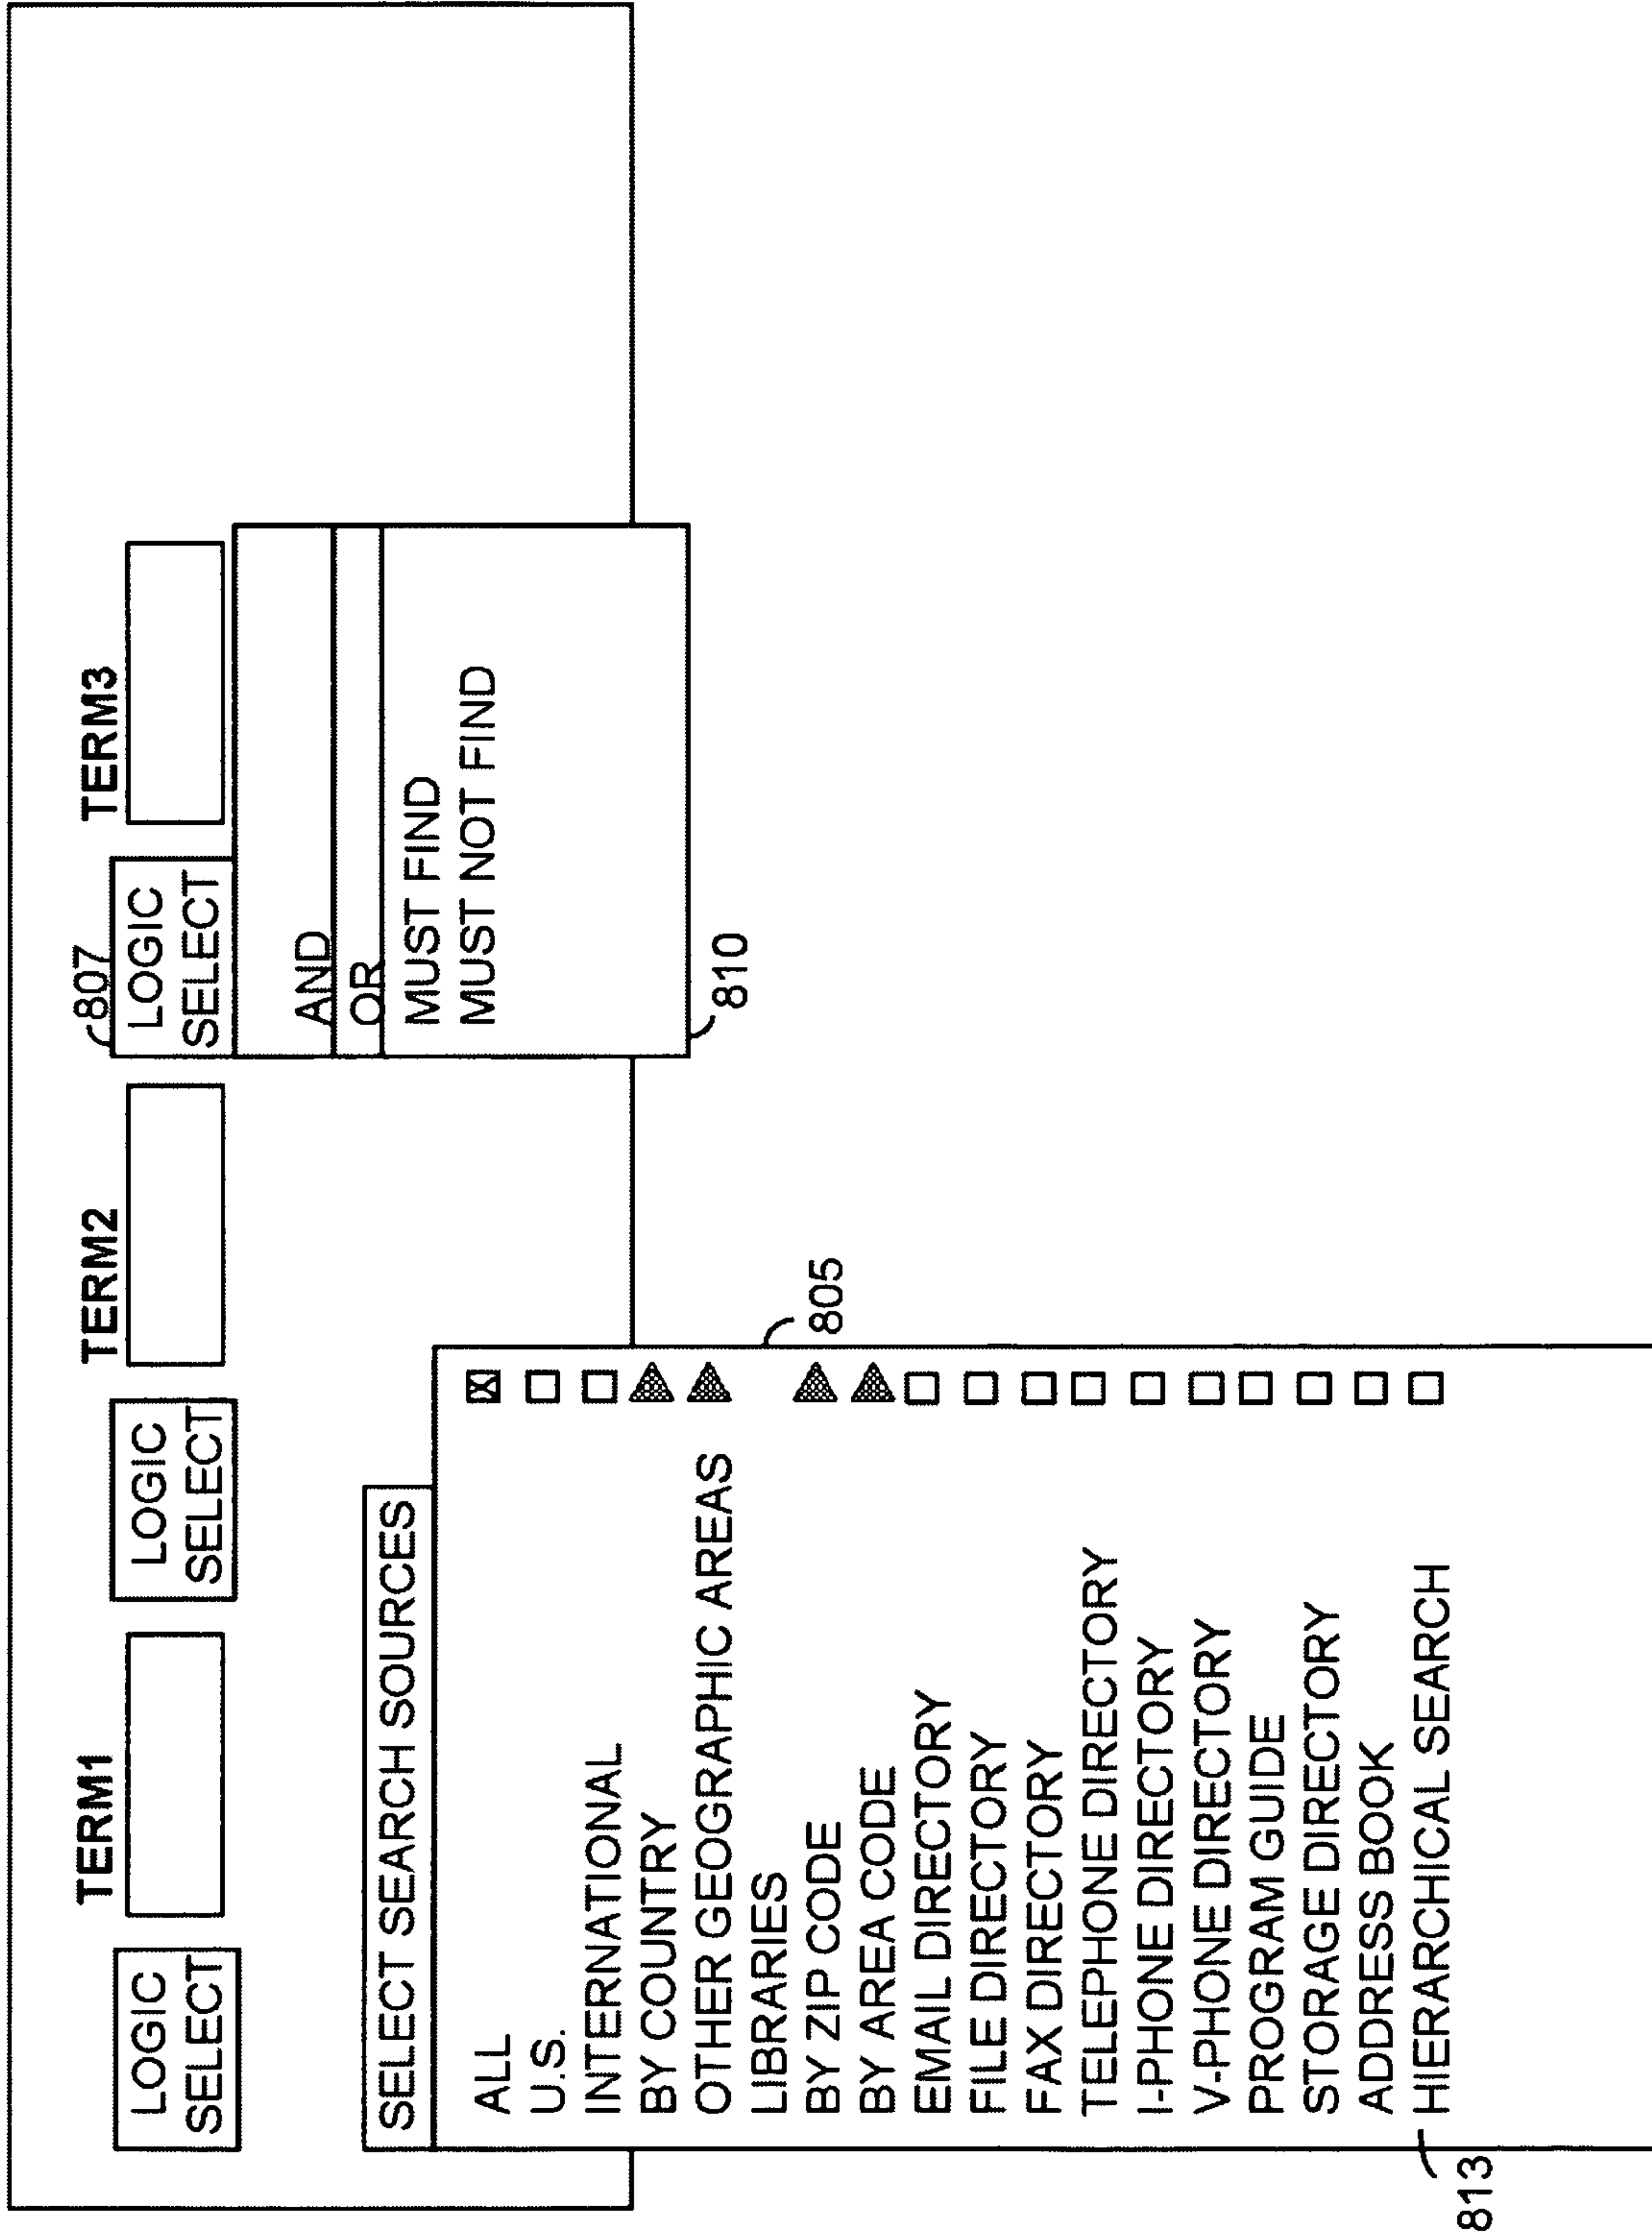 TERM1
TERM2
807
TERM3
LOGIC
SELECT
LOGIC
SELECT
LOGIC
SELECT
AND
OR
MUST FIND
MUST NOT FIND
810
SELECT SEARCH SOURCES
ALL
U.S.
INTERNATIONAL
BY COUNTRY
OTHER GEOGRAPHIC AREAS
LIBRARIES
805
BY ZIP CODE
BY AREA CODE
EMAIL DIRECTORY
FILE DIRECTORY
FAX DIRECTORY
TELEPHONE DIRECTORY
I-PHONE DIRECTORY
V-PHONE DIRECTORY
PROGRAM GUIDE
STORAGE DIRECTORY
ADDRESS BOOK
HIERARCHICAL SEARCH
813